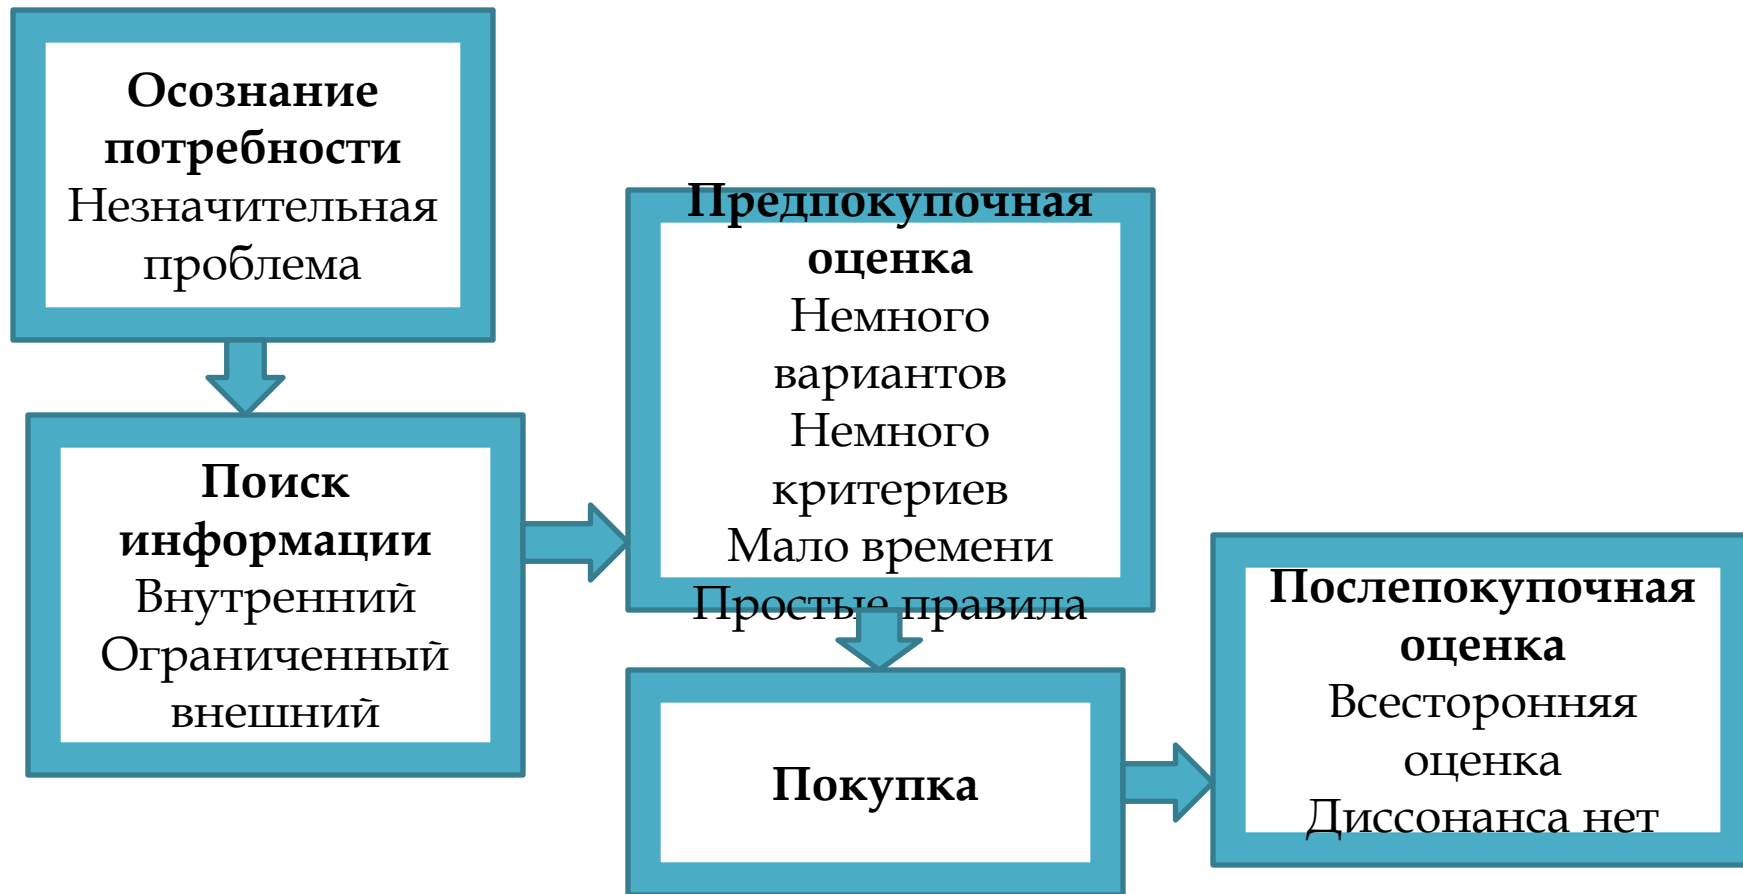 Осознание
потребности
Незначительная
проблема
Поиск
информации
Внутренний
Ограниченный
внешний
Предпокупочная
оценка
Немного
вариантов
Немного
критериев
Мало времени
Простые правила
Покупка
Послепокупочная
оценка
Всесторонняя
оценка
Диссонанса нет